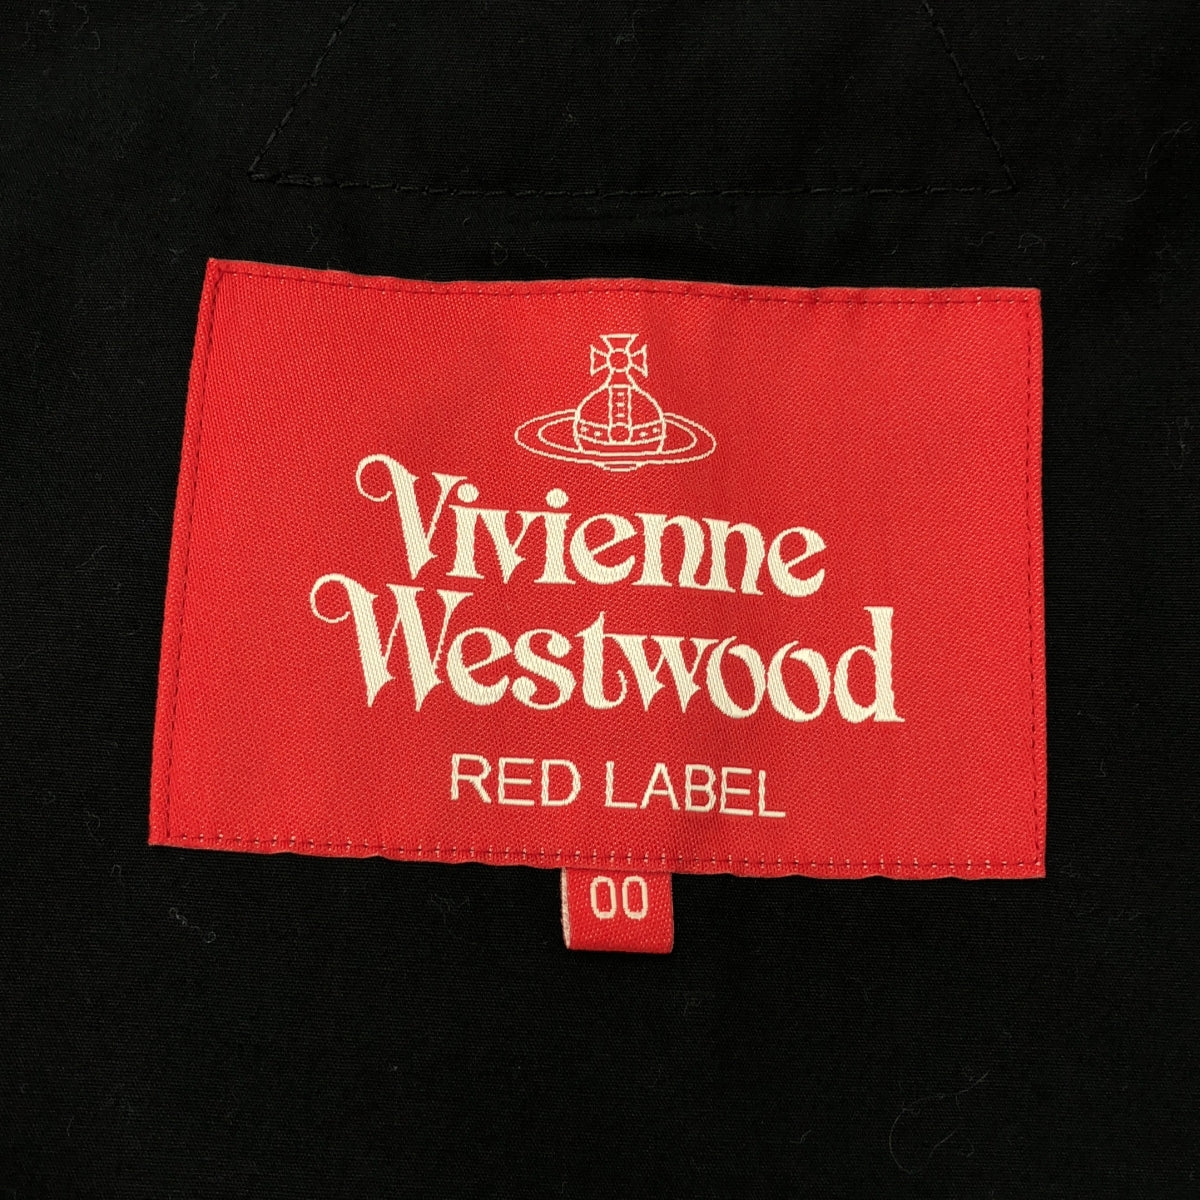 Vivienne
Westwood
RED LABEL
00